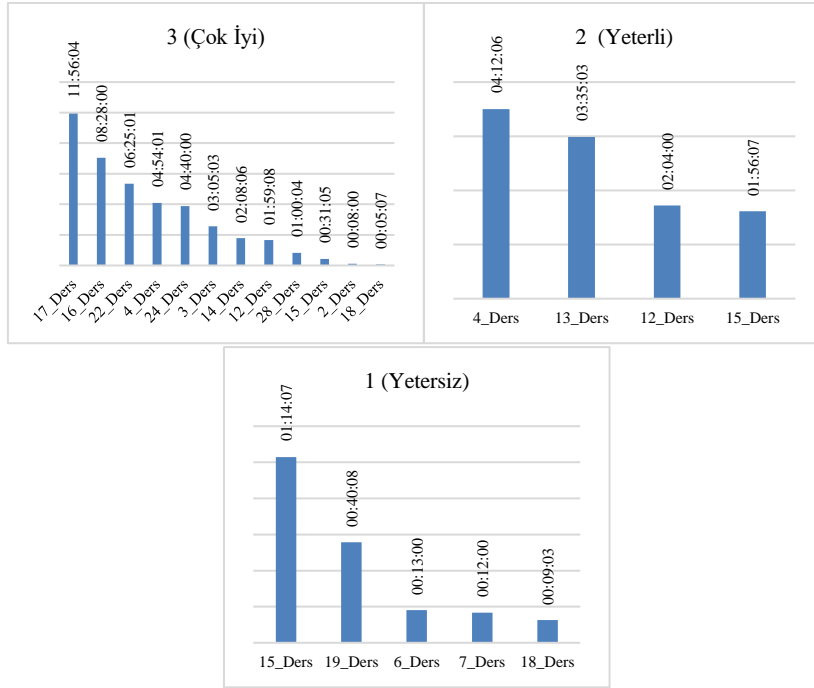 3 (Çok İyi)
11:56:04
08:28:00
06:25:01
04:54:01
04:40:00
03:05:03
02:08:06
01:59:08
01:00:04
00:31:05
00:08:00
00:05:07
17_Ders
16_Ders
22_Ders
4_Ders
24_Ders
3_Ders
14_Ders
12_Ders
28_Ders
15_Ders
2_Ders
18_Ders
2 (Yeterli)
04:12:06
03:35:03
02:04:00
01:56:07
4_Ders 13_Ders 12_Ders 15_Ders
1 (Yetersiz)
01:14:07
00:40:08
00:13:00
00:12:00
00:09:03
15_Ders 19_Ders 6_Ders 7_Ders 18_Ders